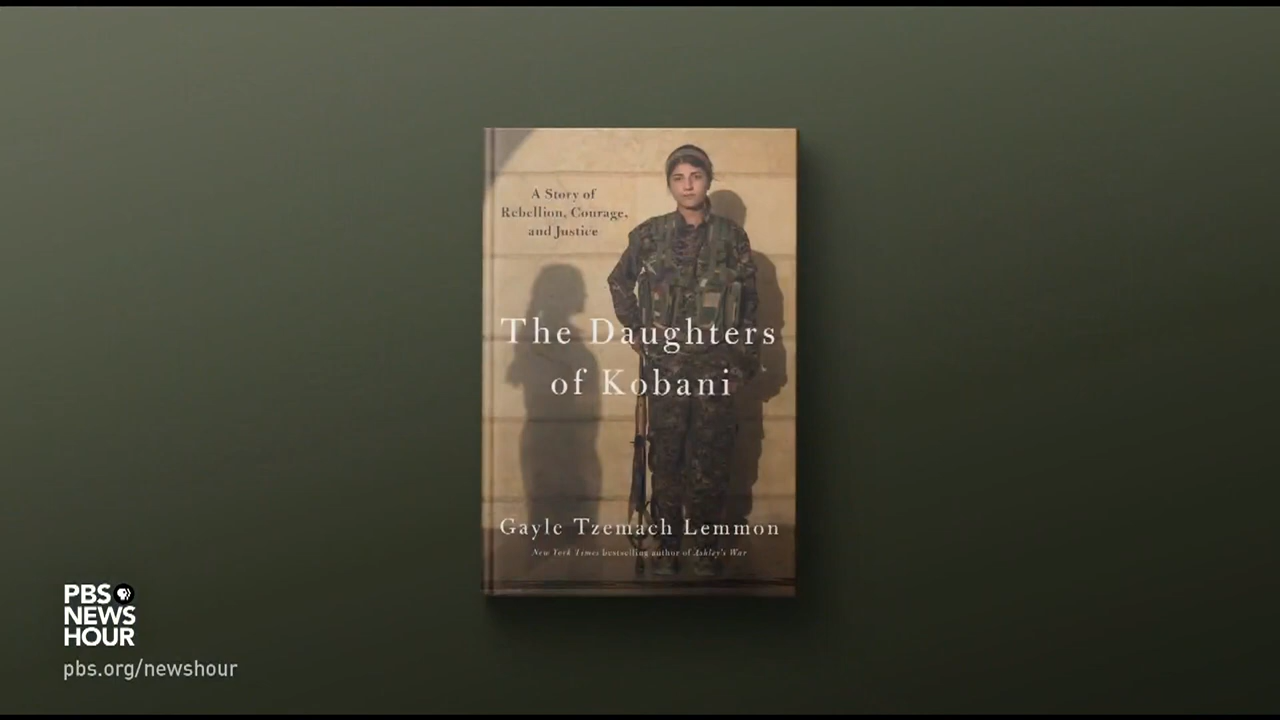 A Story of
Rebellion, Courage,
and Justice
The Daughters
of Kobani
Gayle Tzemach Lemmon
New York Times bestselling author of Ashley's War
PBS
NEWS
HOUR
pbs.org/newshour